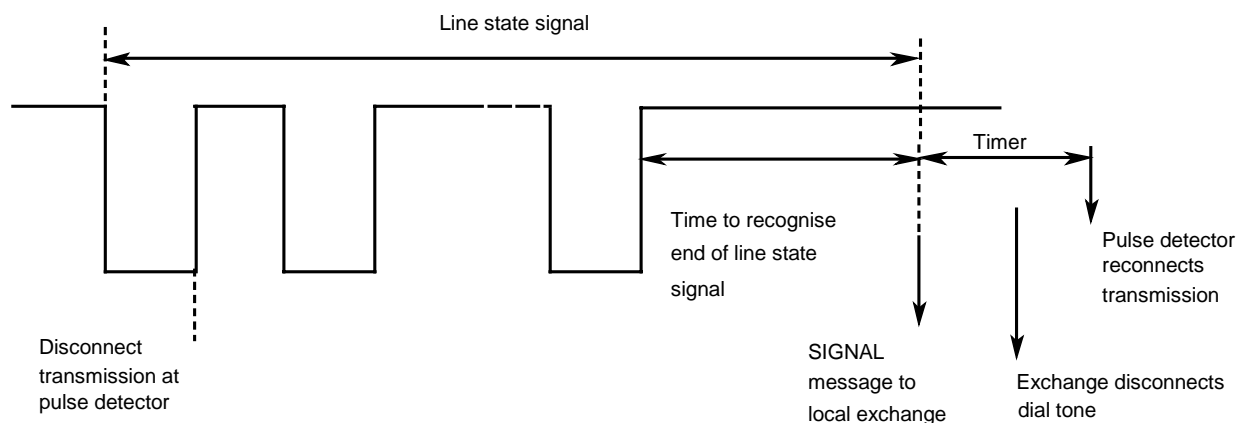 Line state signal
Timer
Time to recognise
end of line state
signal
Pulse detector
reconnects
transmission
Disconnect
transmission at
pulse detector
SIGNAL
message to
local exchange
Exchange disconnects
dial tone